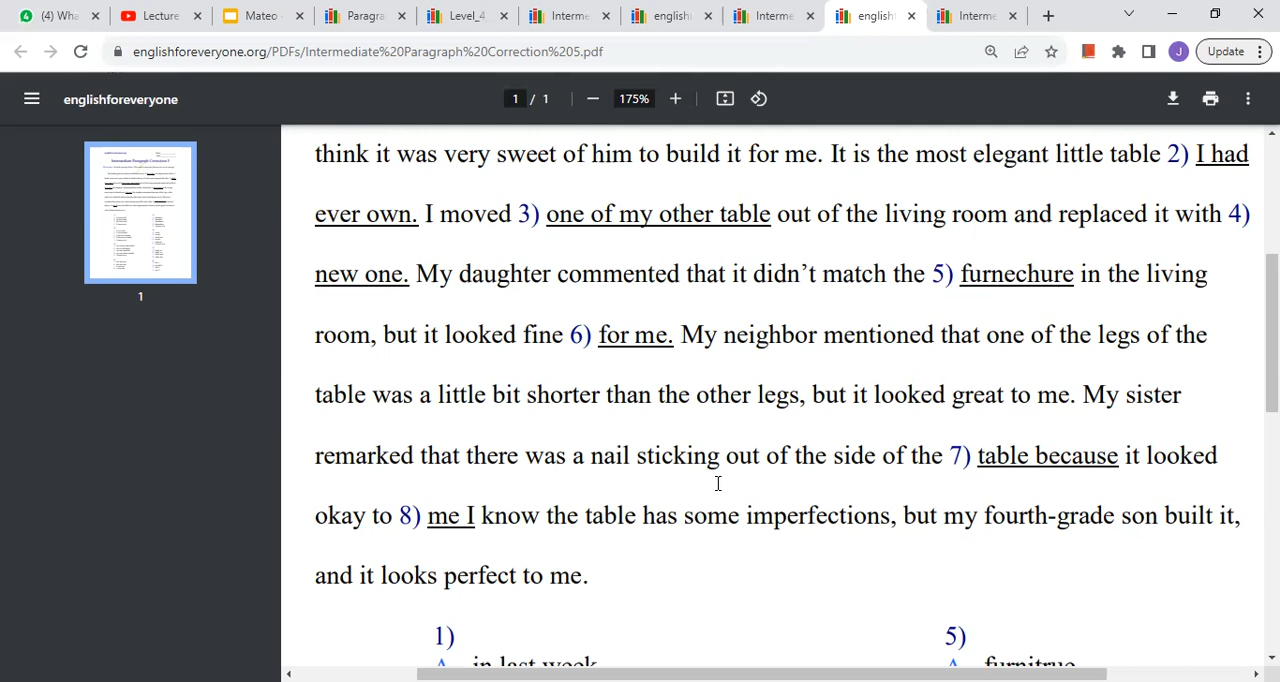 (4) Wha
Lecture
Mateo
Paragra
Level_4
Interme
english
Interme
english
Interme
englishforeveryone.org/PDFs/Intermediate%20Paragraph%20Correction%205.pdf
J
Update
englishforeveryone
1 / 1
175%
1
think it was very sweet of him to build it for me. It is the most elegant little table 2) I had
ever own. I moved 3) one of my other table out of the living room and replaced it with 4)
new one. My daughter commented that it didn’t match the 5) furnechure in the living
room, but it looked fine 6) for me. My neighbor mentioned that one of the legs of the
table was a little bit shorter than the other legs, but it looked great to me. My sister
remarked that there was a nail sticking out of the side of the 7) table because it looked
okay to 8) me I know the table has some imperfections, but my fourth-grade son built it,
and it looks perfect to me.
1) 5)
A in last week A furnitrue